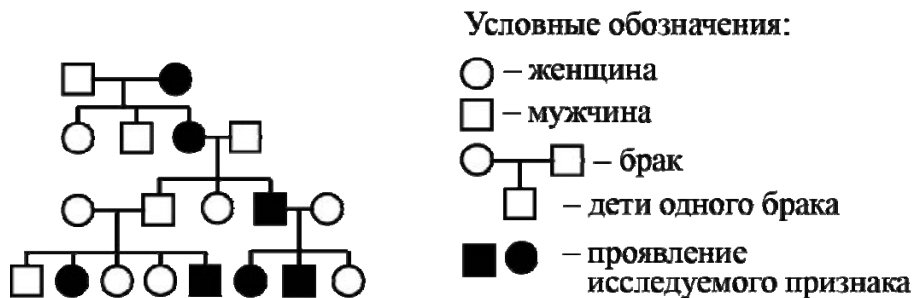 Условные обозначения:
– женщина
– мужчина
– брак
– дети одного брака
– проявление
исследуемого признака